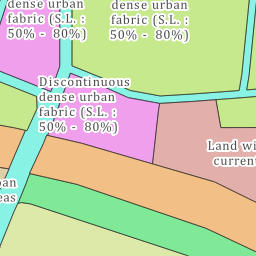 dense urban
fabric (S.L. :
50% -  80%)
dense urban
fabric (S.L. :
50% -  80%)
Discontinuous
dense urban
fabric (S.L. :
50% -  80%)
Land wi
current
ban
eas